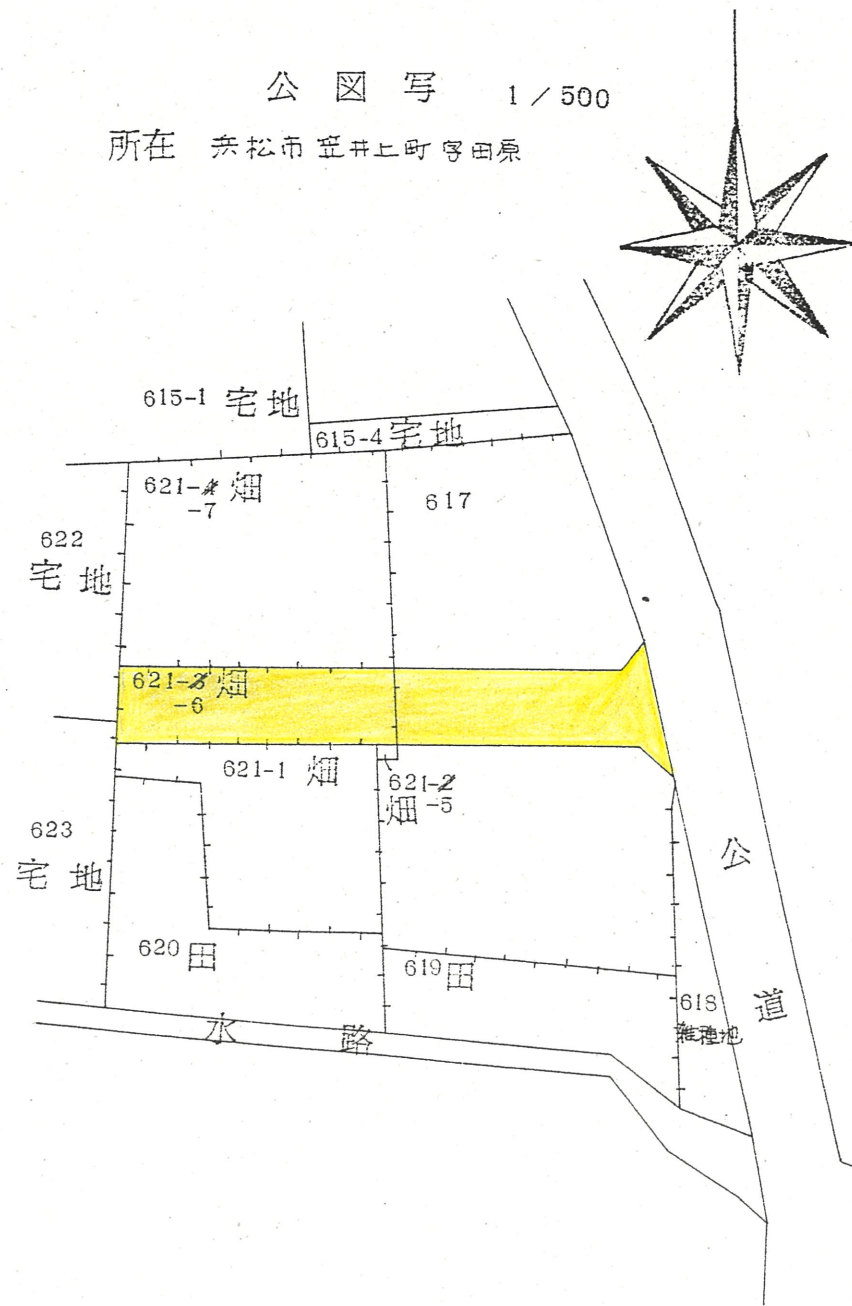 公図写 1/500
所在 浜松市笠井上町字田原
615-1 宅地
615-4 宅地
621-4 畑
-7
617
622
宅地
621-3 畑
-6
621-1 畑
621-2
畑 -5
623
宅地
公
620 田
619 田
道
618
雑種地
水路